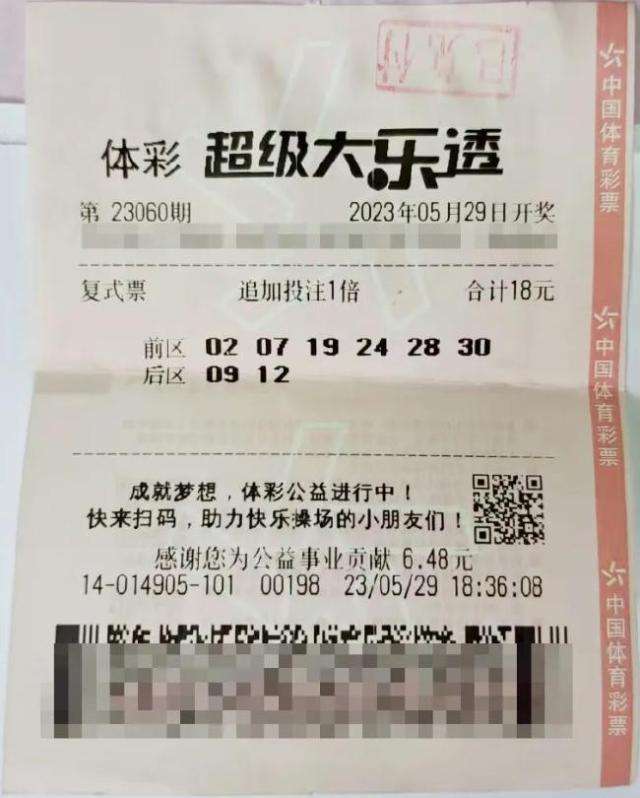 体彩 超级大乐透
第 23060期 2023年05月29日开奖
复式票 追加投注1倍 合计18元
前区 02 07 19 24 28 30
后区 09 12
成就梦想，体彩公益进行中！
快来扫码，助力快乐操场的小朋友们！
感谢您为公益事业贡献 6.48元
14-014905-101 00198 23/05/29 18:36:08
中国体育彩票
中国体育彩票
中国体育彩票